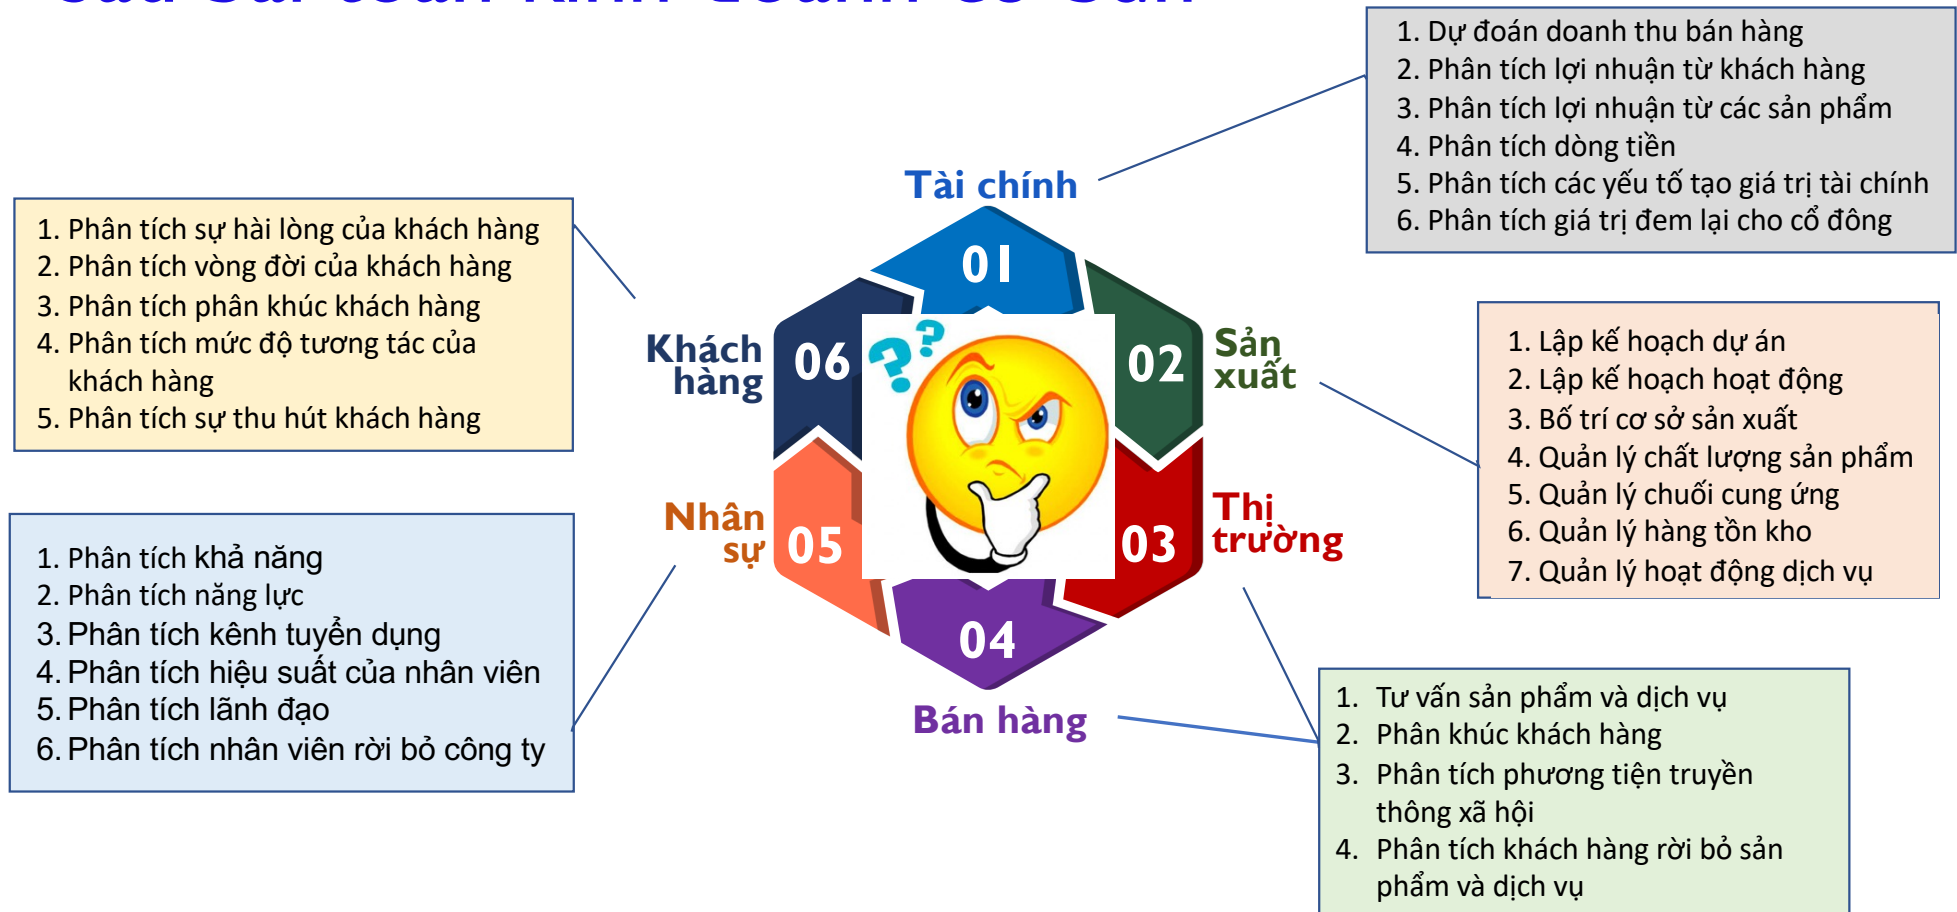 1. Dự đoán doanh thu bán hàng
2. Phân tích lợi nhuận từ khách hàng
3. Phân tích lợi nhuận từ các sản phẩm
4. Phân tích dòng tiền
5. Phân tích các yếu tố tạo giá trị tài chính
6. Phân tích giá trị đem lại cho cổ đông
Tài chính
01
1. Phân tích sự hài lòng của khách hàng
2. Phân tích vòng đời của khách hàng
3. Phân tích phân khúc khách hàng
4. Phân tích mức độ tương tác của
khách hàng
5. Phân tích sự thu hút khách hàng
Khách
hàng
06
??
02
Sản
xuất
1. Lập kế hoạch dự án
2. Lập kế hoạch hoạt động
3. Bố trí cơ sở sản xuất
4. Quản lý chất lượng sản phẩm
5. Quản lý chuỗi cung ứng
6. Quản lý hàng tồn kho
7. Quản lý hoạt động dịch vụ
Nhân
sự
05
03
Thị
trường
1. Phân tích khả năng
2. Phân tích năng lực
3. Phân tích kênh tuyển dụng
4. Phân tích hiệu suất của nhân viên
5. Phân tích lãnh đạo
6. Phân tích nhân viên rời bỏ công ty
04
Bán hàng
1. Tư vấn sản phẩm và dịch vụ
2. Phân khúc khách hàng
3. Phân tích phương tiện truyền
thông xã hội
4. Phân tích khách hàng rời bỏ sản
phẩm và dịch vụ